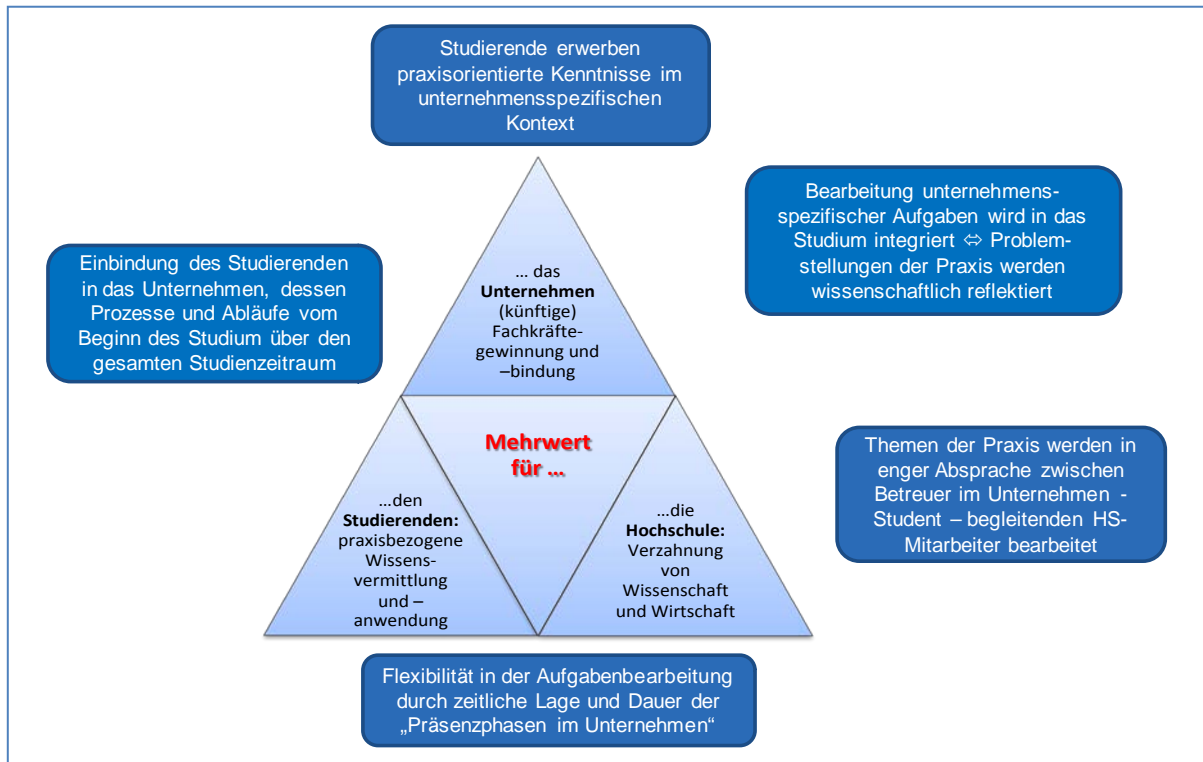 Studierende erwerben
praxisorientierte Kenntnisse im
unternehmensspezifischen
Kontext
Bearbeitung unternehmens-
spezifischer Aufgaben wird in das
Studium integriert ⬄ Problem-
stellungen der Praxis werden
wissenschaftlich reflektiert
Einbindung des Studierenden
in das Unternehmen, dessen
Prozesse und Abläufe vom
Beginn des Studium über den
gesamten Studienzeitraum
... das
Unternehmen
(künftige)
Fachkräfte-
gewinnung und
–bindung
Mehrwert
für ...
Themen der Praxis werden in
enger Absprache zwischen
Betreuer im Unternehmen -
Student – begleitenden HS-
Mitarbeiter bearbeitet
...den
Studierenden:
praxisbezogene
Wissens-
vermittlung
und –
anwendung
...die
Hochschule:
Verzahnung
von
Wissenschaft
und Wirtschaft
Flexibilität in der Aufgabenbearbeitung
durch zeitliche Lage und Dauer der
„Präsenzphasen im Unternehmen“